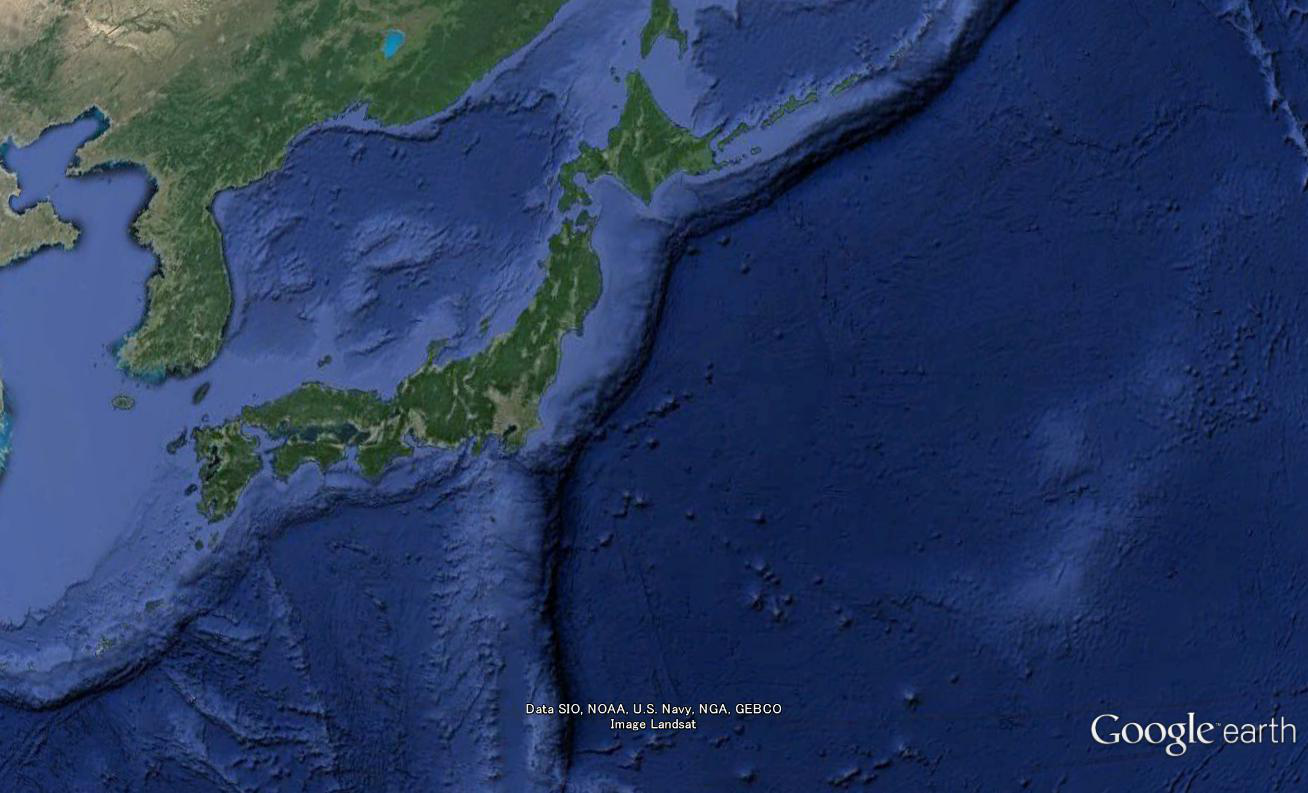 Data SIO, NOAA, U.S. Navy, NGA, GEBCO
Image Landsat
Google earth